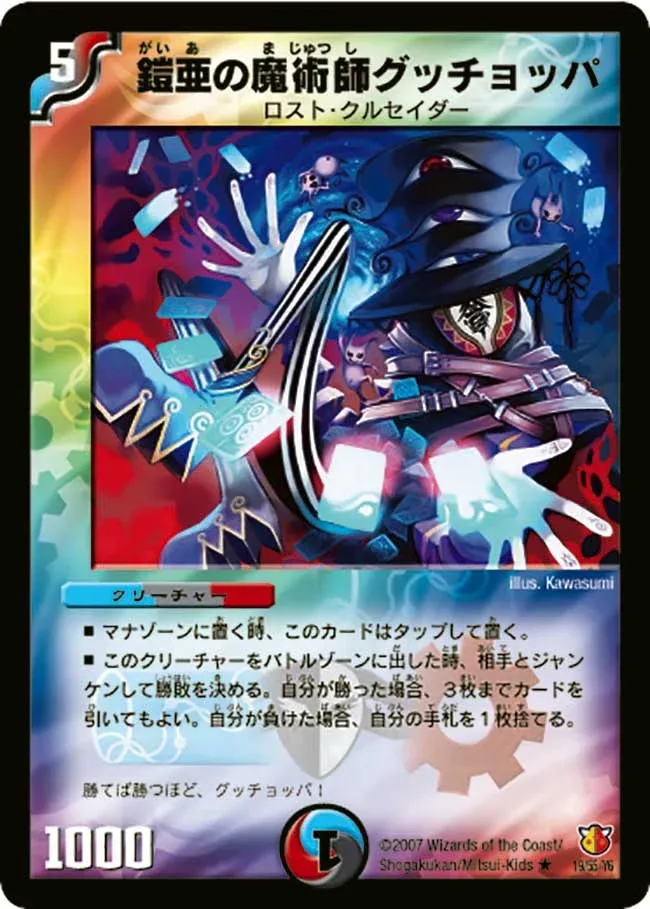 5
がいあ まじゅつし
鎧亜の魔術師グッチョッパ
ロスト・クルセイダー
illus. Kawasumi
クリーチャー
■ マナゾーンに置く時、このカードはタップして置く。
■ このクリーチャーをバトルゾーンに出した時、相手とジャン
ケンして勝敗を決める。自分が勝った場合、3枚までカードを
引いてもよい。自分が負けた場合、自分の手札を1枚捨てる。
勝てば勝つほど、グッチョッパ！
1000
©2007 Wizards of the Coast/
Shogakukan/Mitsui-Kids ★
19/55 Y6